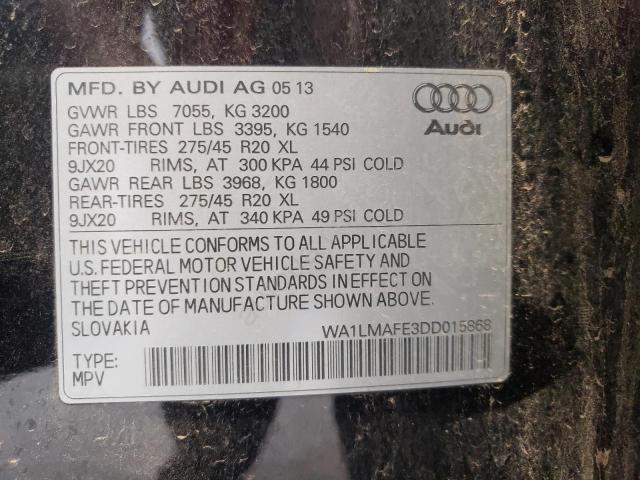 MFD. BY AUDI AG 05 13
GVWR LBS 7055, KG 3200
GAWR FRONT LBS 3395, KG 1540
FRONT-TIRES 275/45 R20 XL
9JX20 RIMS, AT 300 KPA 44 PSI COLD
GAWR REAR LBS 3968, KG 1800
REAR-TIRES 275/45 R20 XL
9JX20 RIMS, AT 340 KPA 49 PSI COLD
Audi
THIS VEHICLE CONFORMS TO ALL APPLICABLE
U.S. FEDERAL MOTOR VEHICLE SAFETY AND
THEFT PREVENTION STANDARDS IN EFFECT ON
THE DATE OF MANUFACTURE SHOWN ABOVE.
SLOVAKIA WA1LMAFE3DD015868
TYPE:
MPV